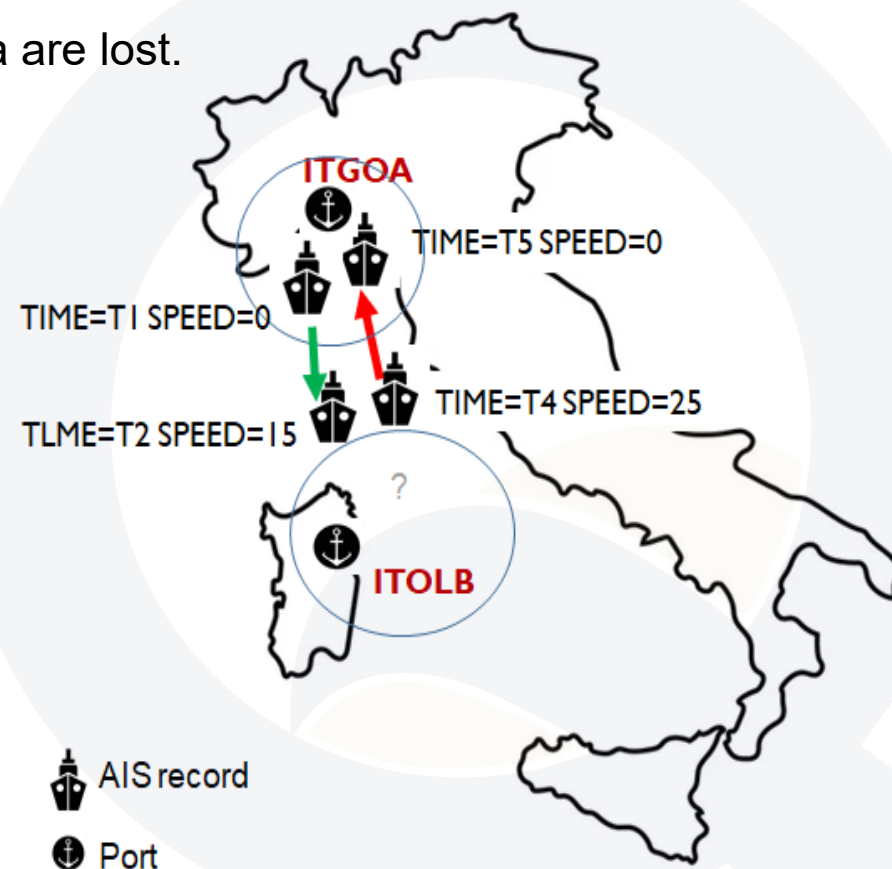 a are lost.
ITGOA
TIME=T5 SPEED=0
TIME=T1 SPEED=0
TIME=T4 SPEED=25
TLME=T2 SPEED=15
?
ITOLB
AIS record
Port